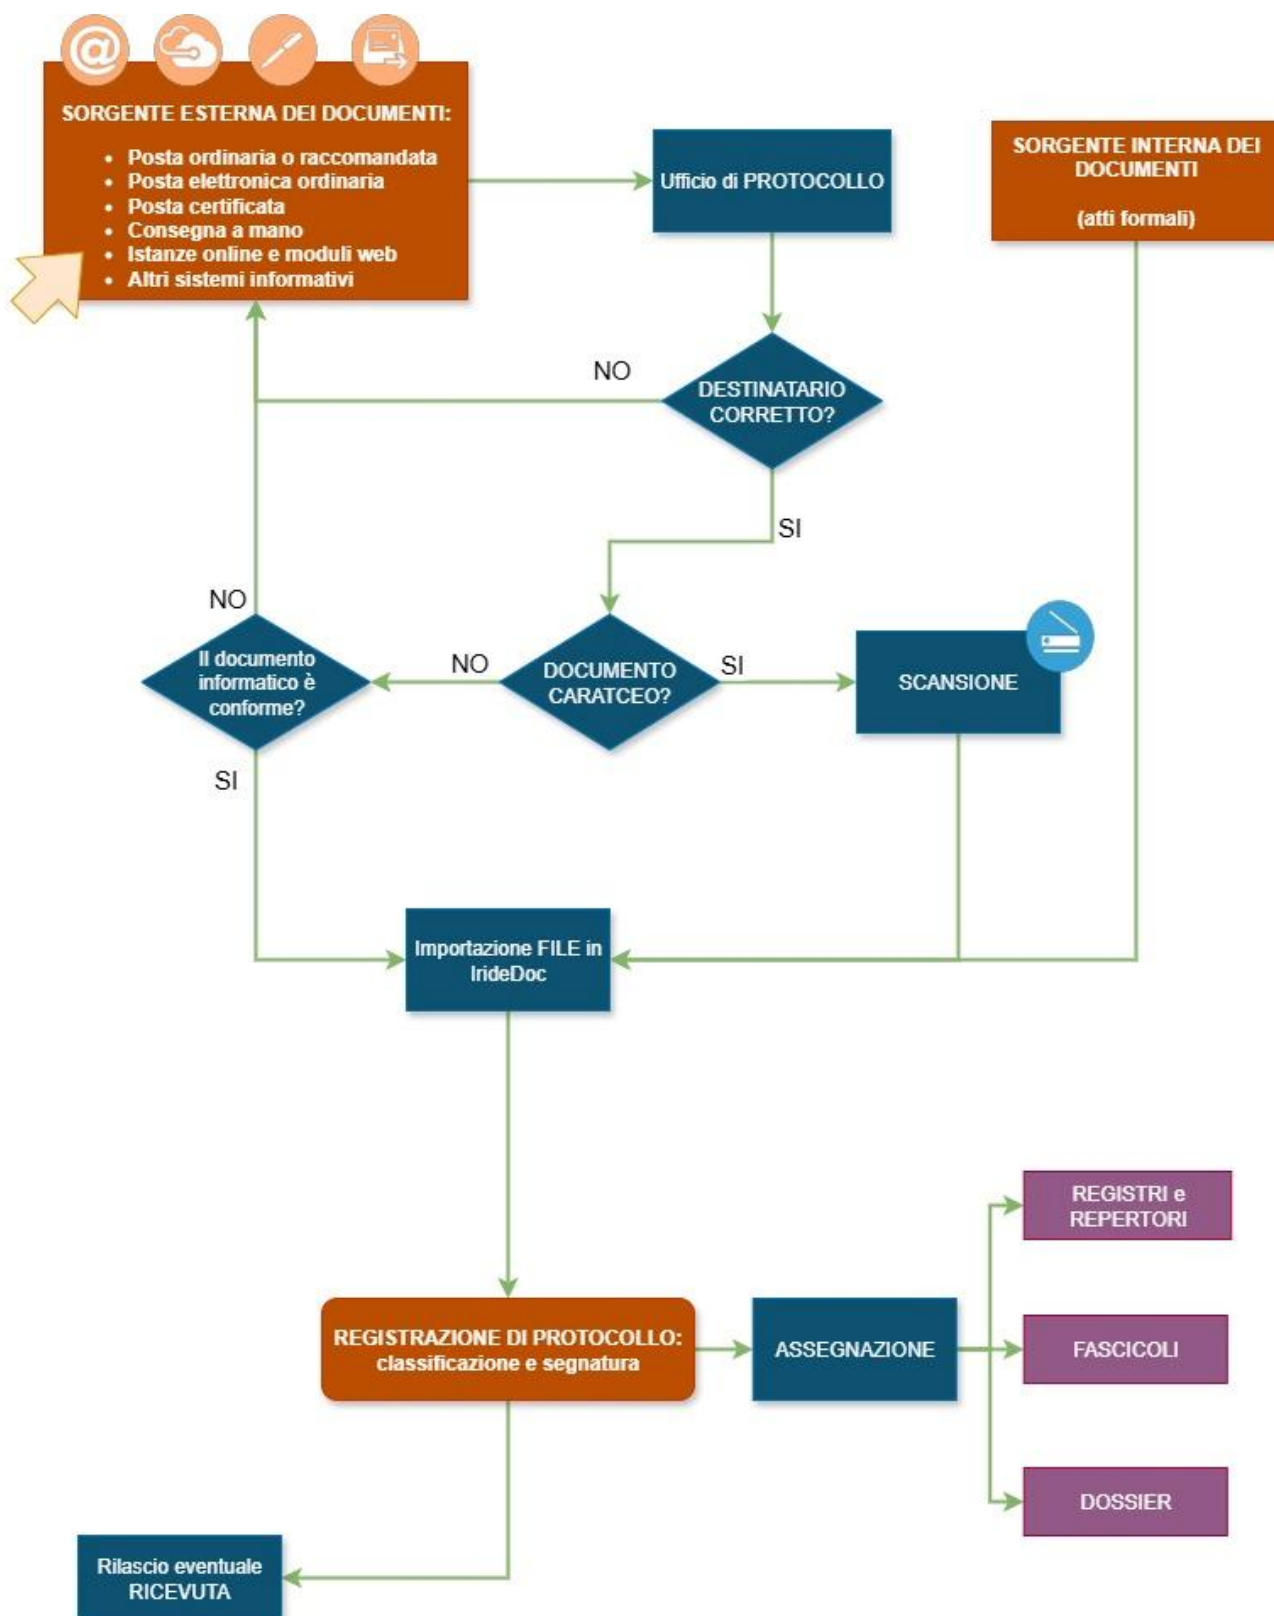 @
SORGENTE ESTERNA DEI DOCUMENTI:
• Posta ordinaria o raccomandata
• Posta elettronica ordinaria
• Posta certificata
• Consegna a mano
• Istanze online e moduli web
• Altri sistemi informativi
Ufficio di PROTOCOLLO
SORGENTE INTERNA DEI
DOCUMENTI
(atti formali)
NO
DESTINATARIO
CORRETTO?
SI
NO
Il documento
informatico è
conforme?
NO
DOCUMENTO
CARATCEO?
SI
SCANSIONE
SI
Importazione FILE in
IrideDoc
REGISTRI e
REPERTORI
REGISTRAZIONE DI PROTOCOLLO:
classificazione e segnatura
ASSEGNAZIONE
FASCICOLI
DOSSIER
Rilascio eventuale
RICEVUTA